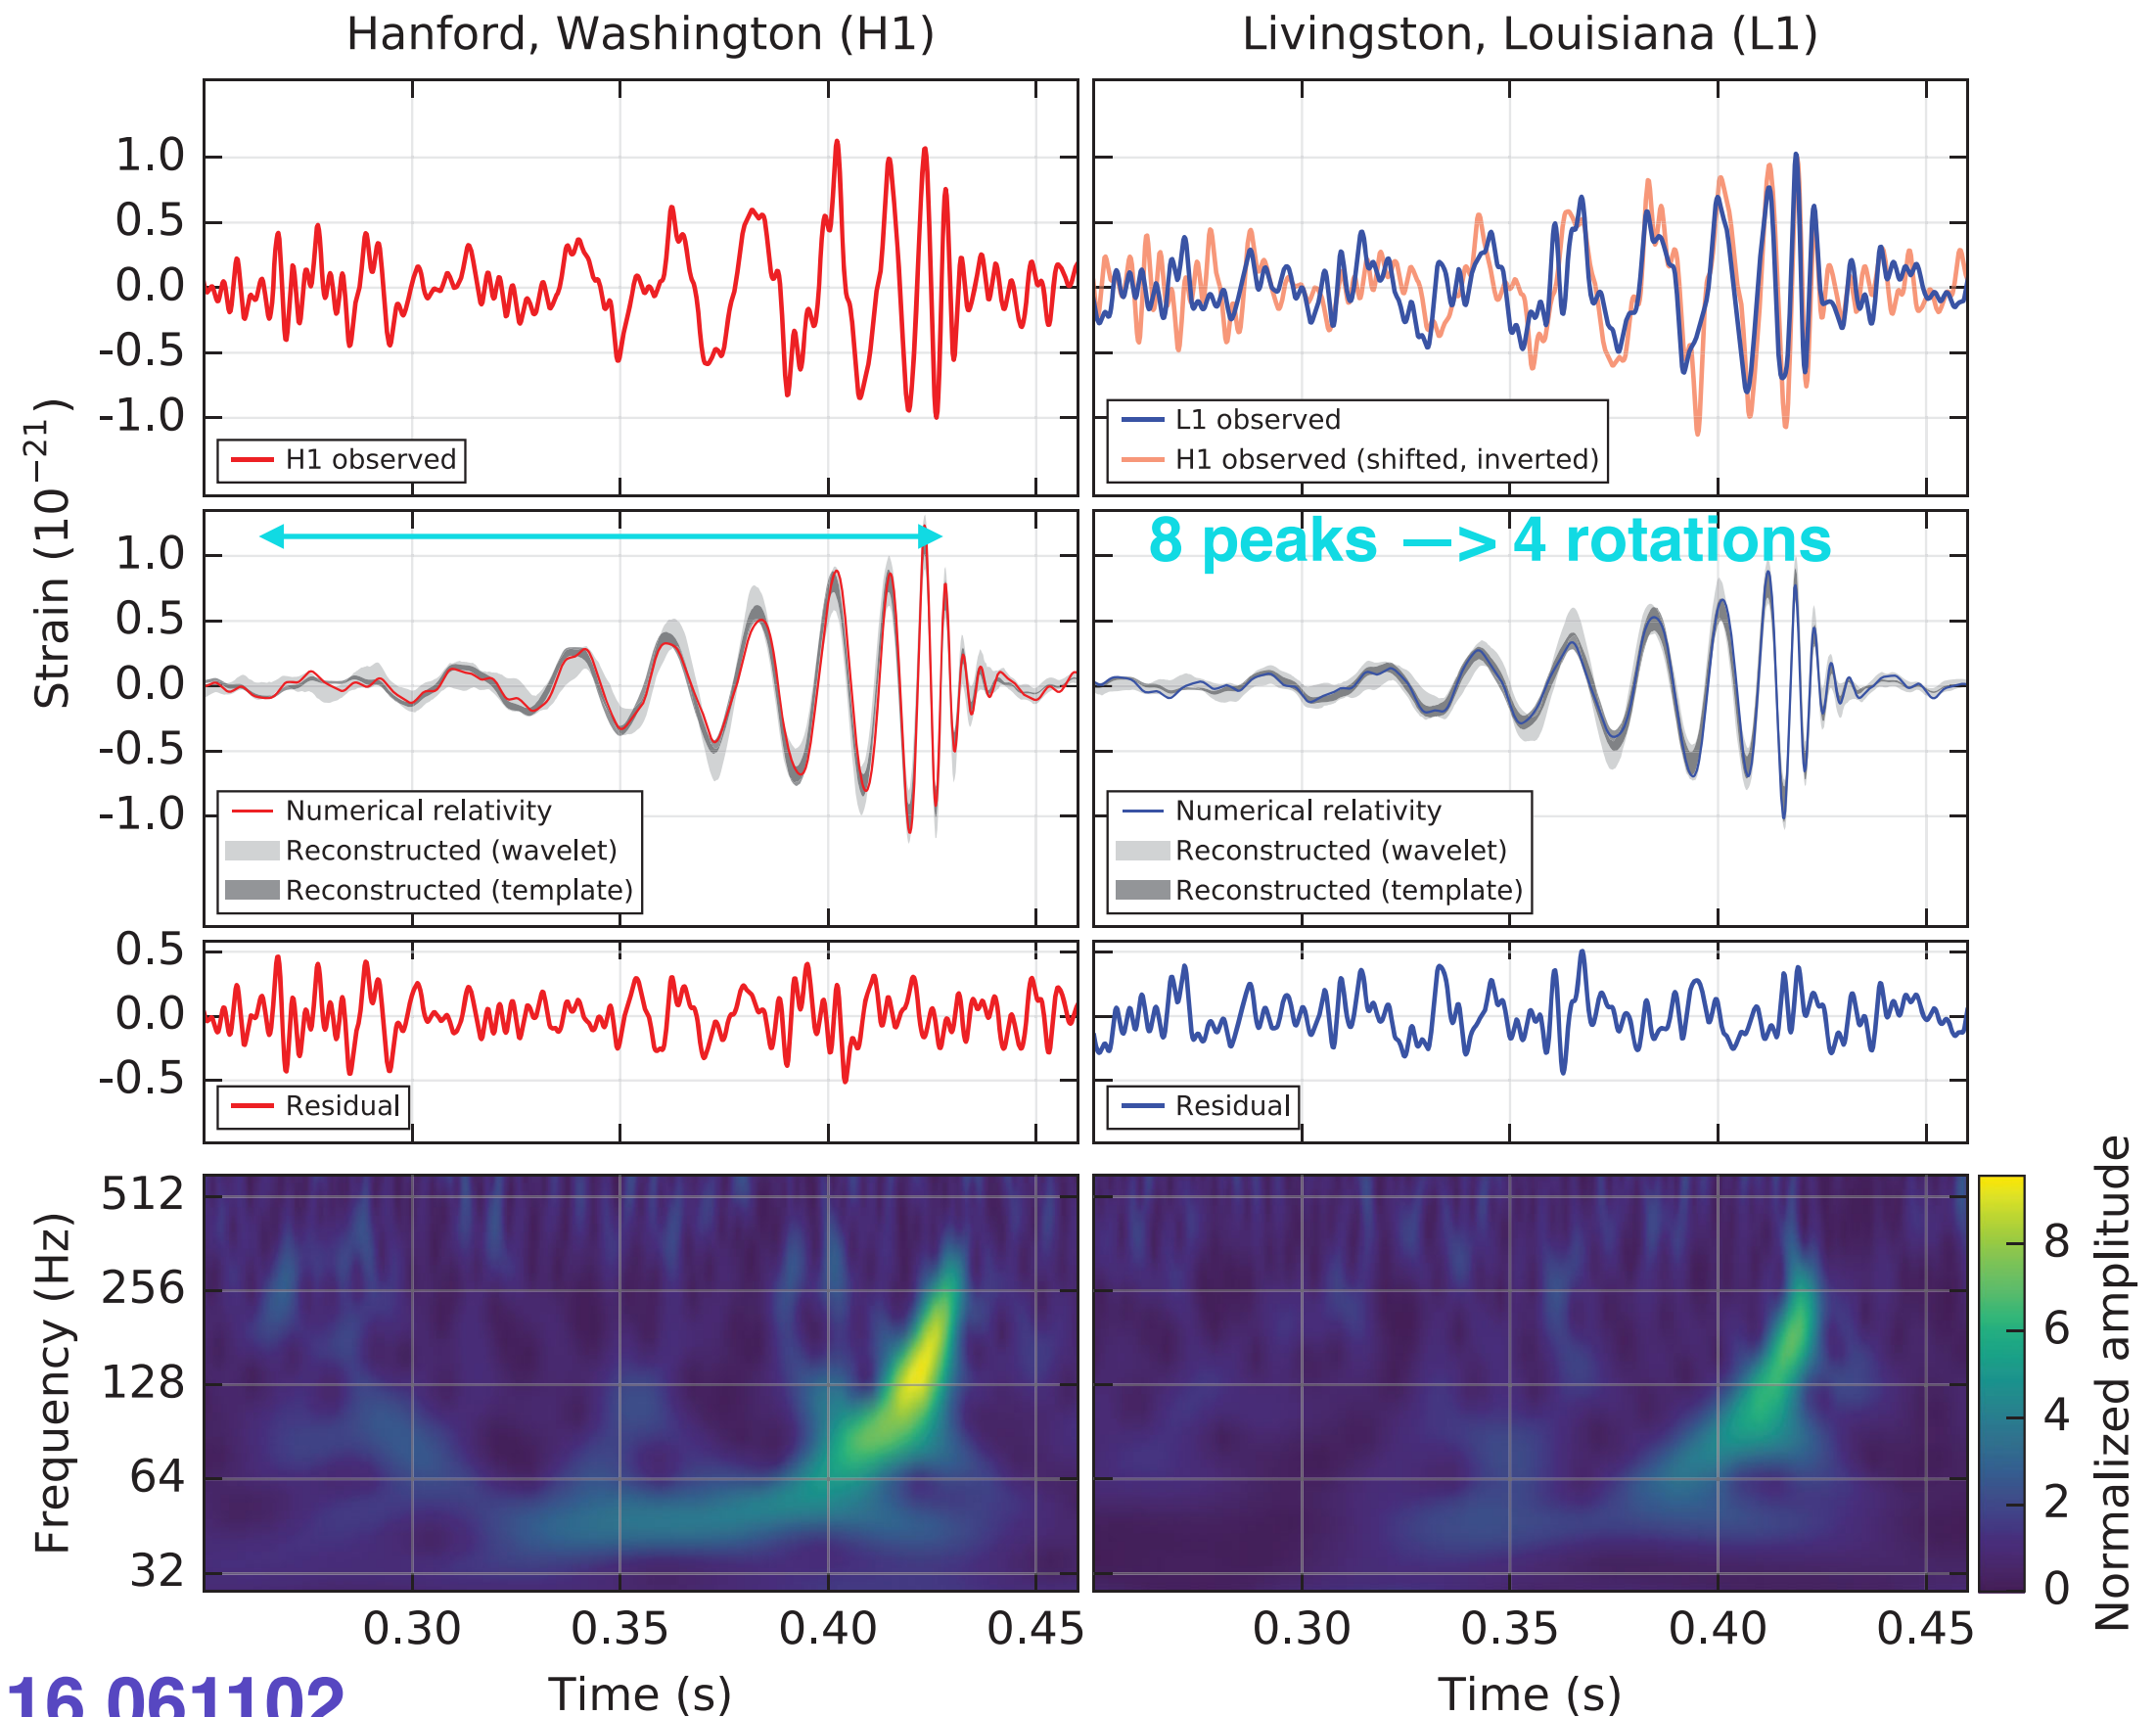 Hanford, Washington (H1)
Livingston, Louisiana (L1)
Strain (10⁻²¹)
1.0
0.5
0.0
-0.5
-1.0
H1 observed
L1 observed
H1 observed (shifted, inverted)
8 peaks —> 4 rotations
1.0
0.5
0.0
-0.5
-1.0
Numerical relativity
Reconstructed (wavelet)
Reconstructed (template)
Numerical relativity
Reconstructed (wavelet)
Reconstructed (template)
0.5
0.0
-0.5
Residual
Residual
Frequency (Hz)
512
256
128
64
32
Normalized amplitude
8
6
4
2
0
0.30 0.35 0.40 0.45
0.30 0.35 0.40 0.45
Time (s)
Time (s)
16 061102